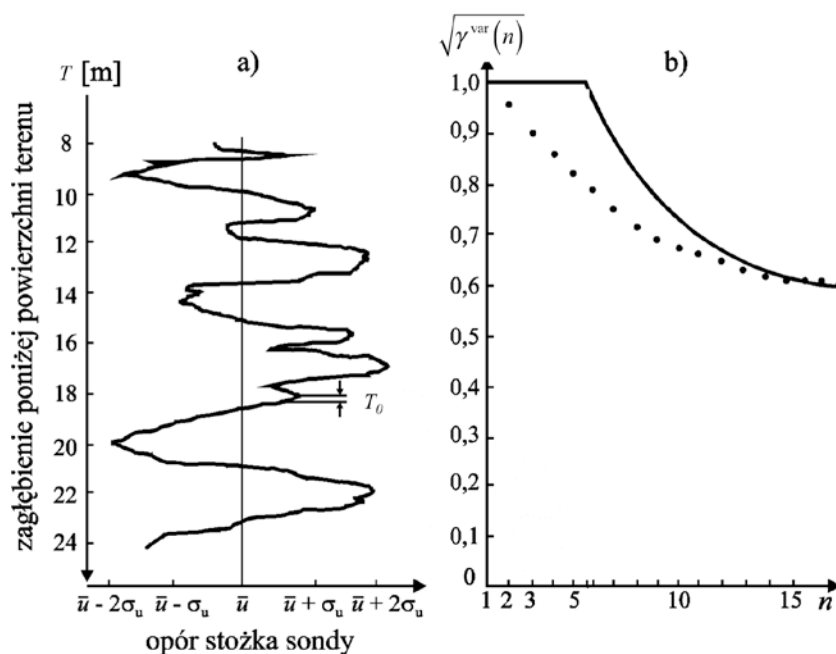 a)
T [m]
8
10
12
14
16
18
20
22
24
zagłębienie poniżej powierzchni terenu
T₀
u̅ - 2σᵤ u̅ - σᵤ u̅ u̅ + σᵤ u̅ + 2σᵤ
opór stożka sondy
√(γ^var (n))
b)
1,0
0,9
0,8
0,7
0,6
0,5
0,4
0,3
0,2
0,1
0
1 2 3 5 10 15 n